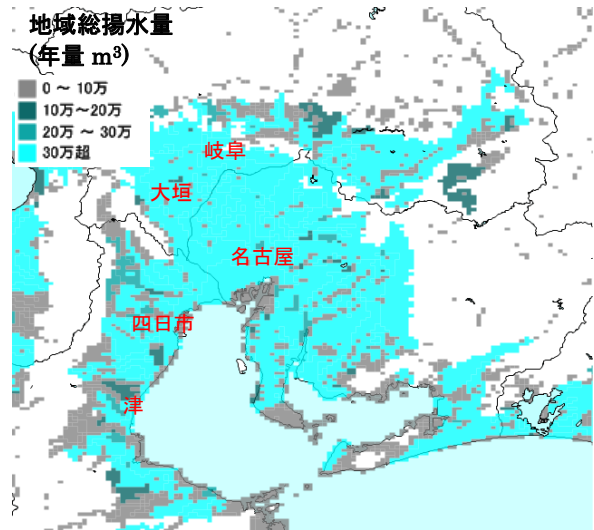 地域総揚水量
(年量 m³)
0 ～ 10万
10万～20万
20万 ～ 30万
30万超
岐阜
大垣
名古屋
四日市
津